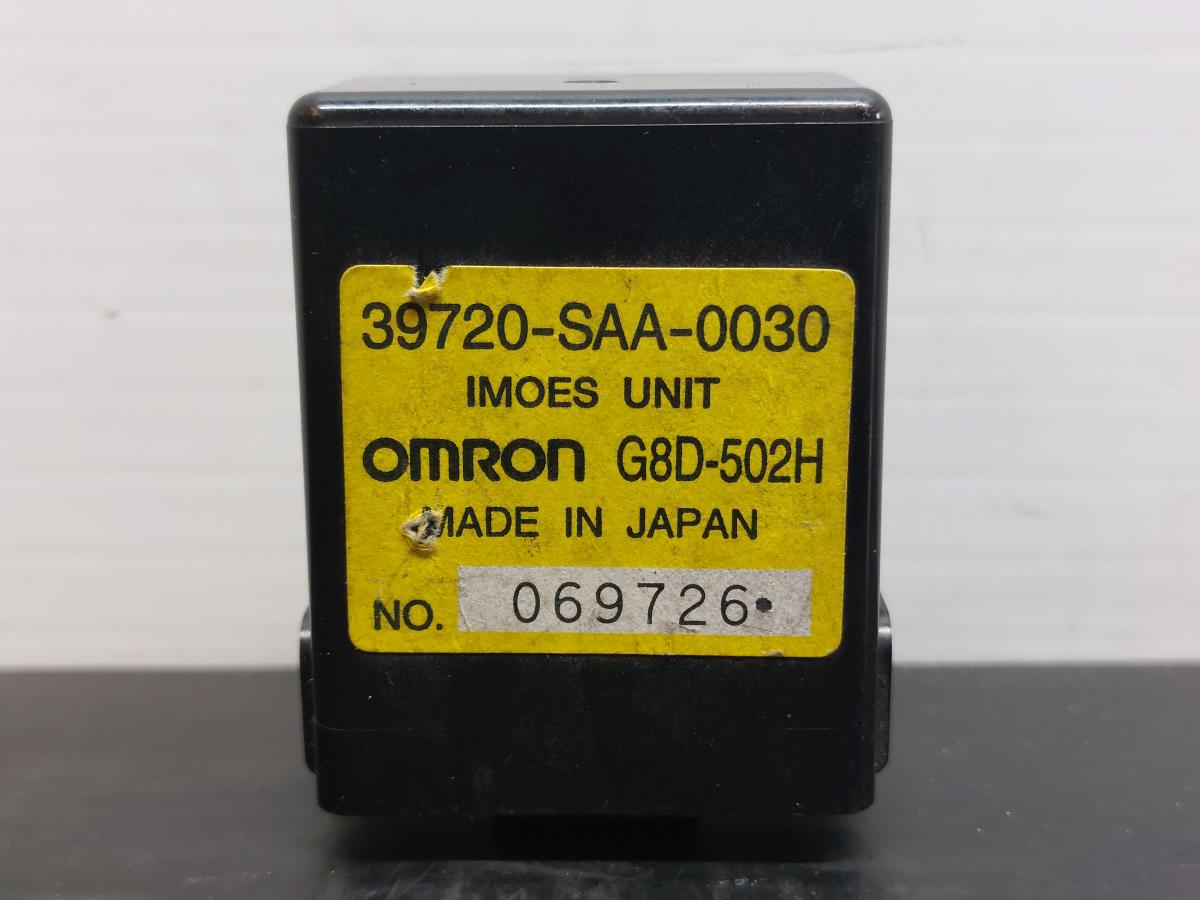 39720-SAA-0030
IMOES UNIT
OMRON G8D-502H
MADE IN JAPAN
NO. 069726•